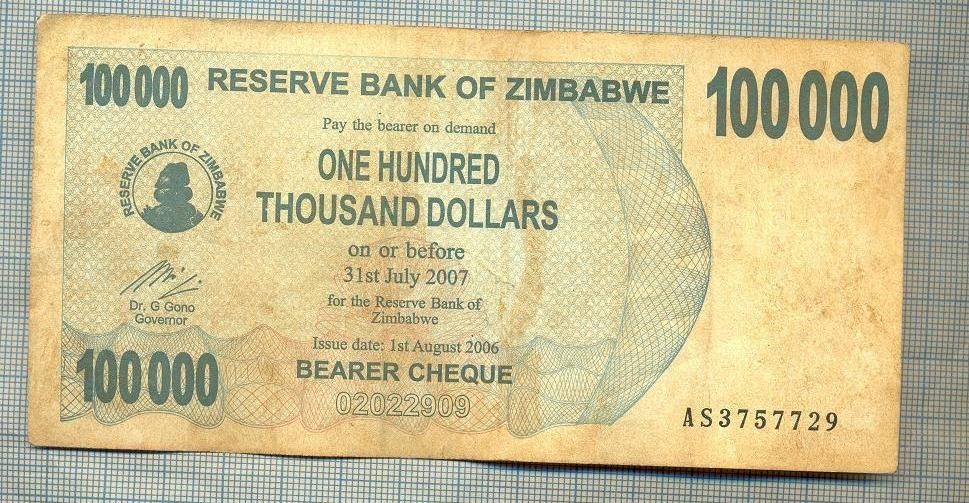 100 000 RESERVE BANK OF ZIMBABWE 100 000
Pay the bearer on demand
ONE HUNDRED
THOUSAND DOLLARS
RESERVE BANK OF ZIMBABWE
on or before
31st July 2007
for the Reserve Bank of
Zimbabwe
Dr. G Gono
Governor
Issue date: 1st August 2006
100 000 BEARER CHEQUE
02022909
AS3757729